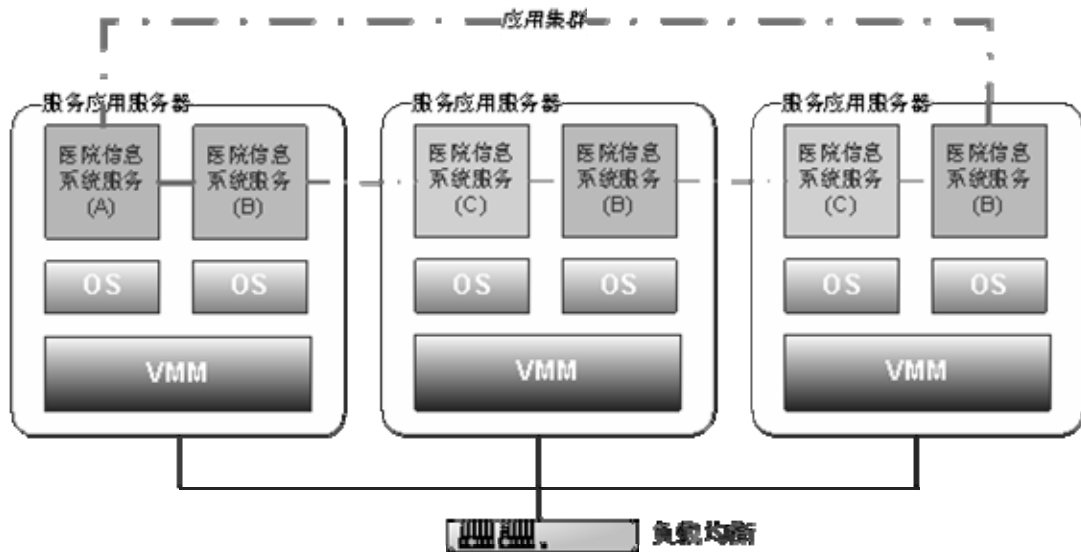 应用集群
服务应用服务器
服务应用服务器
服务应用服务器
医院信息
系统服务
(A)
医院信息
系统服务
(B)
医院信息
系统服务
(C)
医院信息
系统服务
(B)
医院信息
系统服务
(C)
医院信息
系统服务
(B)
OS
OS
OS
OS
OS
OS
VMM
VMM
VMM
负载均衡